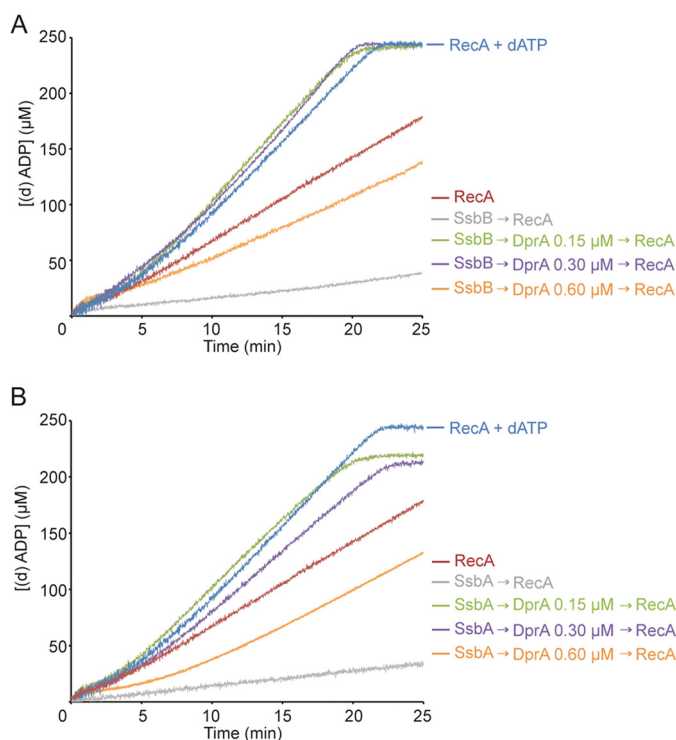 A
[(d) ADP] (µM)
250
200
150
100
50
0
5
10
15
20
25
Time (min)
RecA + dATP
RecA
SsbB → RecA
SsbB → DprA 0.15 µM → RecA
SsbB → DprA 0.30 µM → RecA
SsbB → DprA 0.60 µM → RecA
B
[(d) ADP] (µM)
250
200
150
100
50
0
5
10
15
20
25
Time (min)
RecA + dATP
RecA
SsbA → RecA
SsbA → DprA 0.15 µM → RecA
SsbA → DprA 0.30 µM → RecA
SsbA → DprA 0.60 µM → RecA